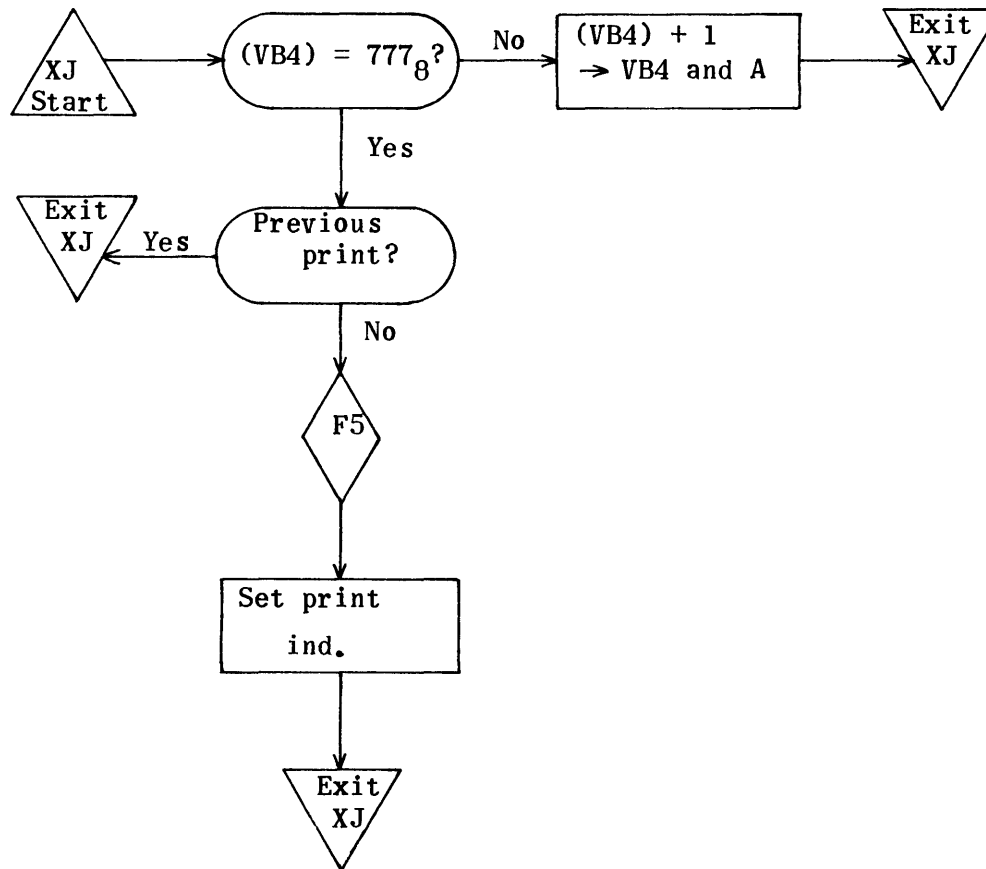 XJ
Start
(VB4) = 777₈?
No
(VB4) + 1
→ VB4 and A
Exit
XJ
Yes
Exit
XJ
Yes
Previous
print?
No
F5
Set print
ind.
Exit
XJ